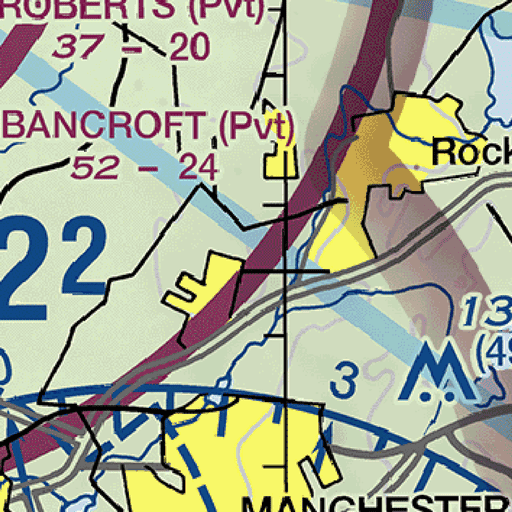 ROBERTS (Pvt)
37 - 20
BANCROFT (Pvt)
52 - 24
Rock
22
13
(49
3
MANCHESTER